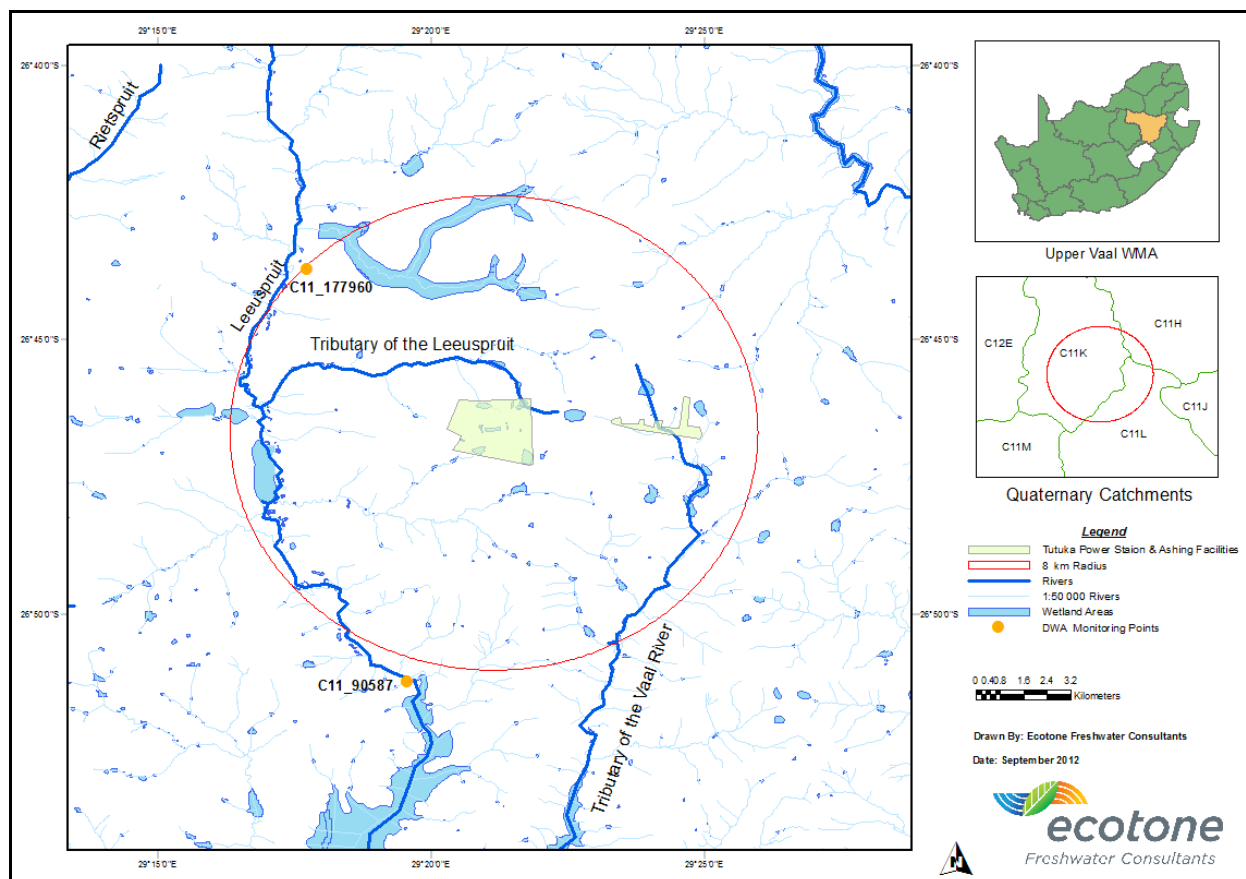 29°15'0"E
29°20'0"E
29°25'0"E
26°40'0"S
26°40'0"S
Rietspruit
Leeuspruit
C11_177960
26°45'0"S
26°45'0"S
Tributary of the Leeuspruit
26°50'0"S
26°50'0"S
C11_90587
Tributary of the Vaal River
29°15'0"E
29°20'0"E
29°25'0"E
Upper Vaal WMA
C11H
C12E
C11K
C11J
C11L
C11M
Quaternary Catchments
Legend
Tutuka Power Staion & Ashing Facilities
8 km Radius
Rivers
1:50 000 Rivers
Wetland Areas
DWA Monitoring Points
0 0.40.8 1.6 2.4 3.2
Kilometers
Drawn By: Ecotone Freshwater Consultants
Date: September 2012
ecotone
Freshwater Consultants
N